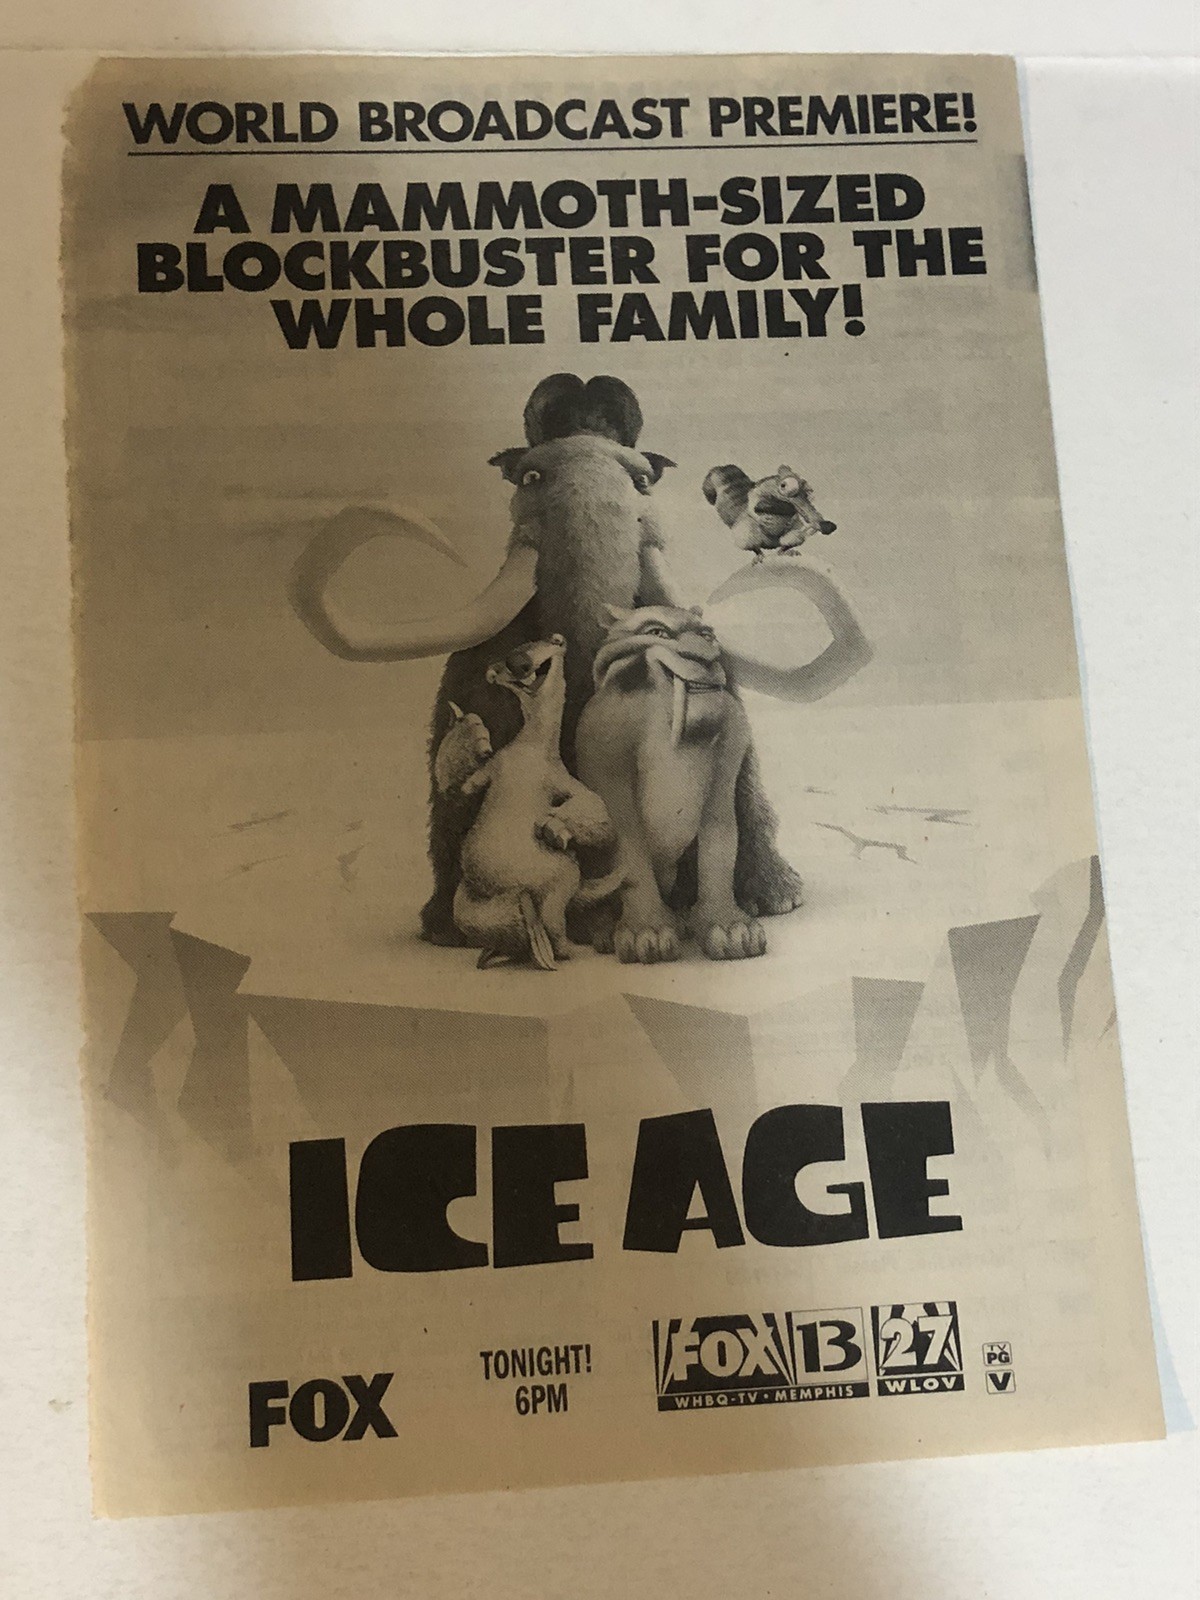 WORLD BROADCAST PREMIERE!
A MAMMOTH-SIZED
BLOCKBUSTER FOR THE
WHOLE FAMILY!
ICE AGE
FOX
TONIGHT!
6PM
FOX 13
WHBQ-TV • MEMPHIS
27
WLOV
TV
PG
V